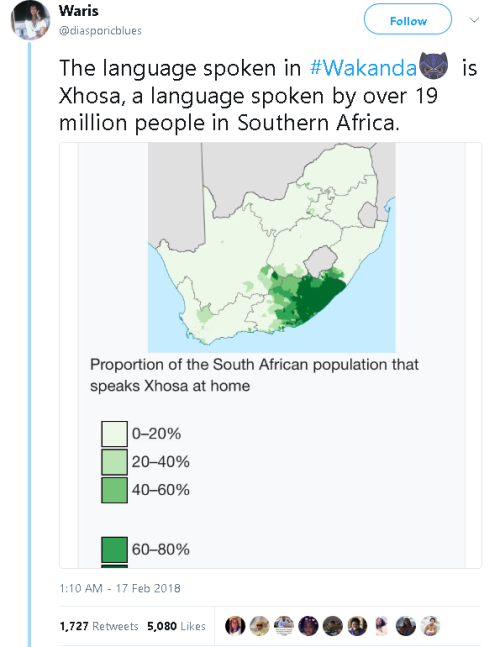 Waris
@diasporicblues
Follow
The language spoken in #Wakanda is
Xhosa, a language spoken by over 19
million people in Southern Africa.
Proportion of the South African population that
speaks Xhosa at home
0–20%
20–40%
40–60%
60–80%
1:10 AM - 17 Feb 2018
1,727 Retweets 5,080 Likes